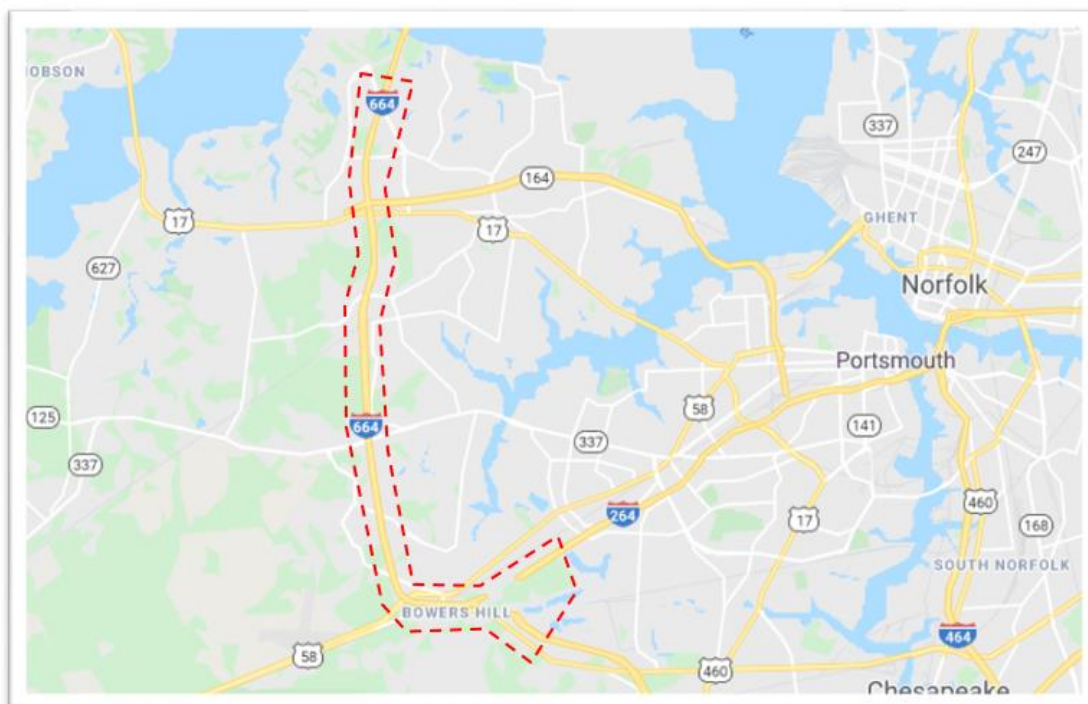 HOBSON
664
337
247
164
17
17
GHENT
627
Norfolk
Portsmouth
125
664
58
141
337
337
264
17
460
168
SOUTH NORFOLK
BOWERS HILL
58
460
464
Chesapeake